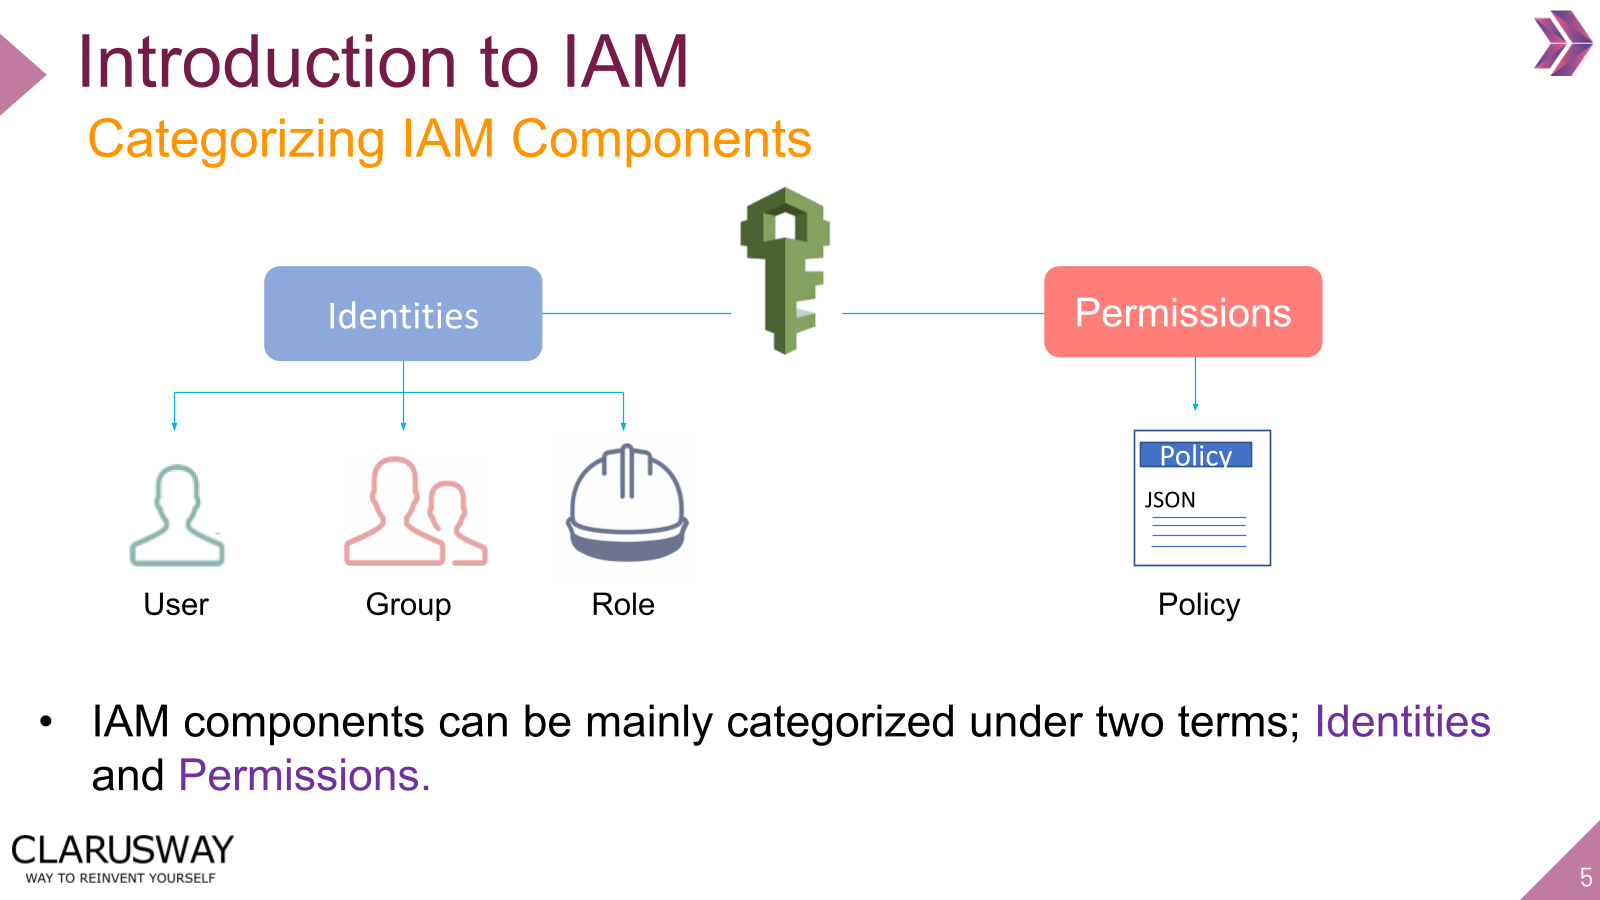 Introduction to IAM
Categorizing IAM Components
Identities
Permissions
Policy
JSON
User
Group
Role
Policy
• IAM components can be mainly categorized under two terms; Identities
and Permissions.
CLARUSWAY
WAY TO REINVENT YOURSELF
5